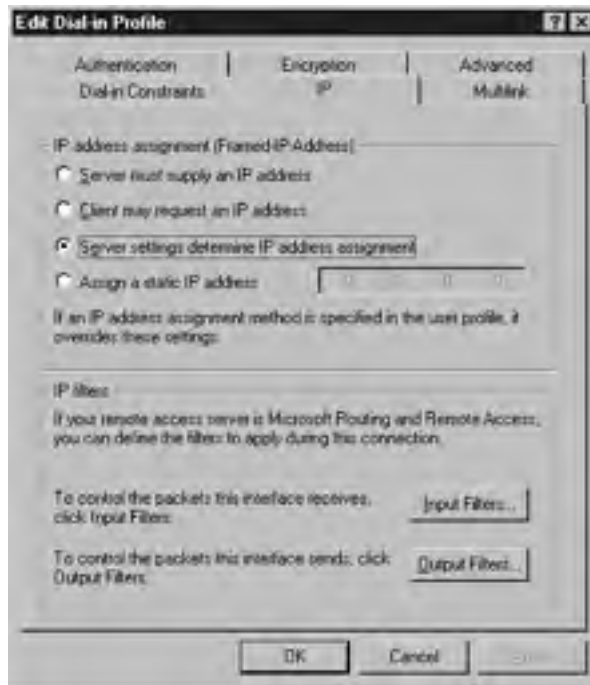 Edit Dial-in Profile
Authentication
Encryption
Advanced
Dial-in Constraints
IP
Multilink
IP address assignment (Framed-IP-Address)
Server must supply an IP address
Client may request an IP address
Server settings determine IP address assignment
Assign a static IP address
0 . 0 . 0 . 0
If an IP address assignment method is specified in the user profile, it
overrides these settings.
IP filters
If your remote access server is Microsoft Routing and Remote Access,
you can define the filters to apply during this connection.
To control the packets this interface receives,
click Input Filters.
Input Filters...
To control the packets this interface sends, click
Output Filters.
Output Filters...
OK
Cancel